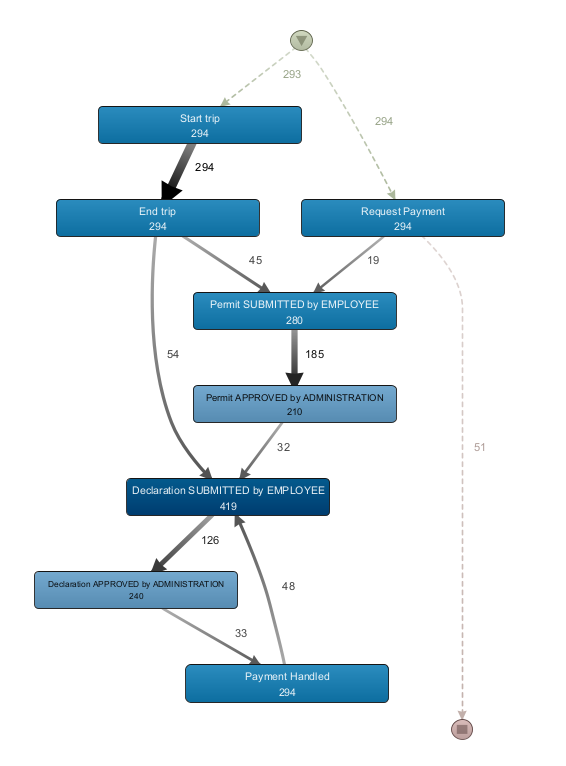 293
294
Start trip
294
294
End trip
294
Request Payment
294
45
19
Permit SUBMITTED by EMPLOYEE
280
54
185
Permit APPROVED by ADMINISTRATION
210
32
51
Declaration SUBMITTED by EMPLOYEE
419
126
48
Declaration APPROVED by ADMINISTRATION
240
33
Payment Handled
294